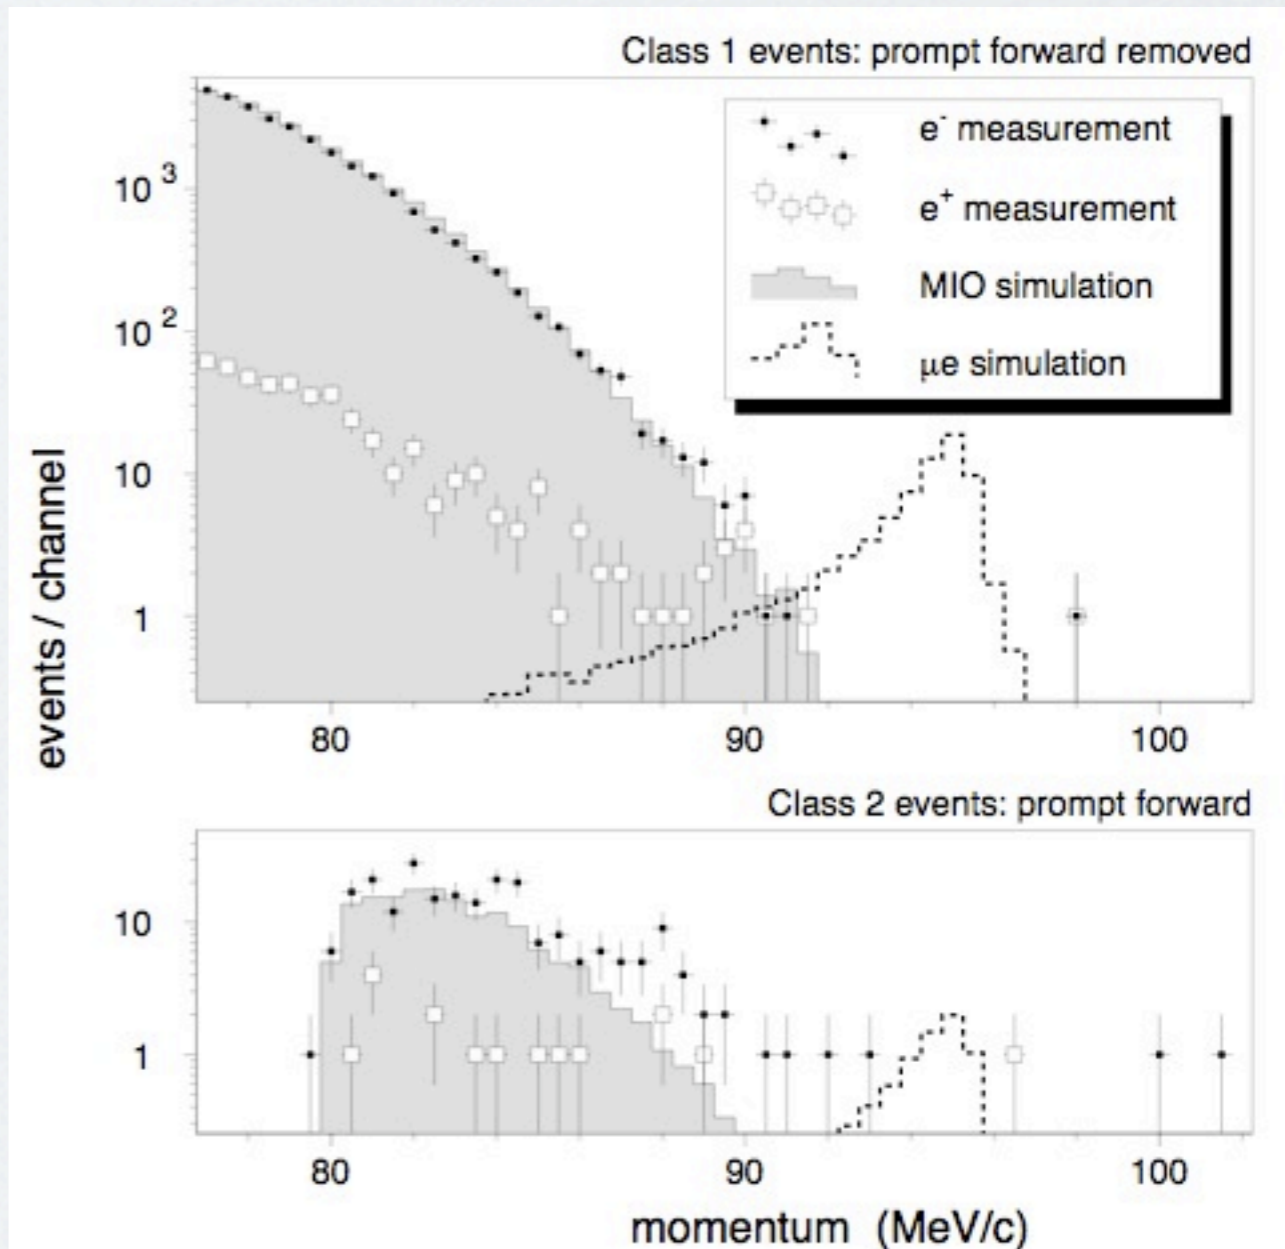 Class 1 events: prompt forward removed
e⁻ measurement
e⁺ measurement
MIO simulation
μe simulation
10³
10²
10
1
events / channel
80 90 100
Class 2 events: prompt forward
10
1
80 90 100
momentum (MeV/c)